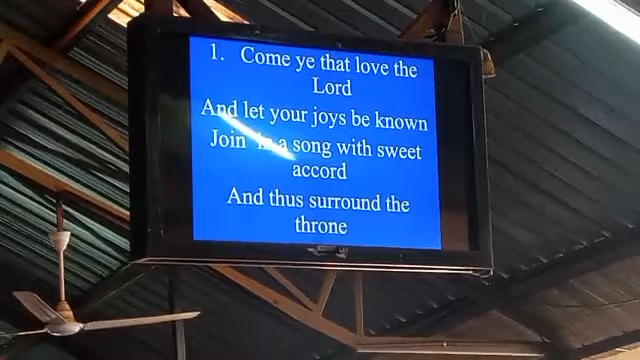 1. Come ye that love the
Lord
And let your joys be known
Join in a song with sweet
accord
And thus surround the
throne